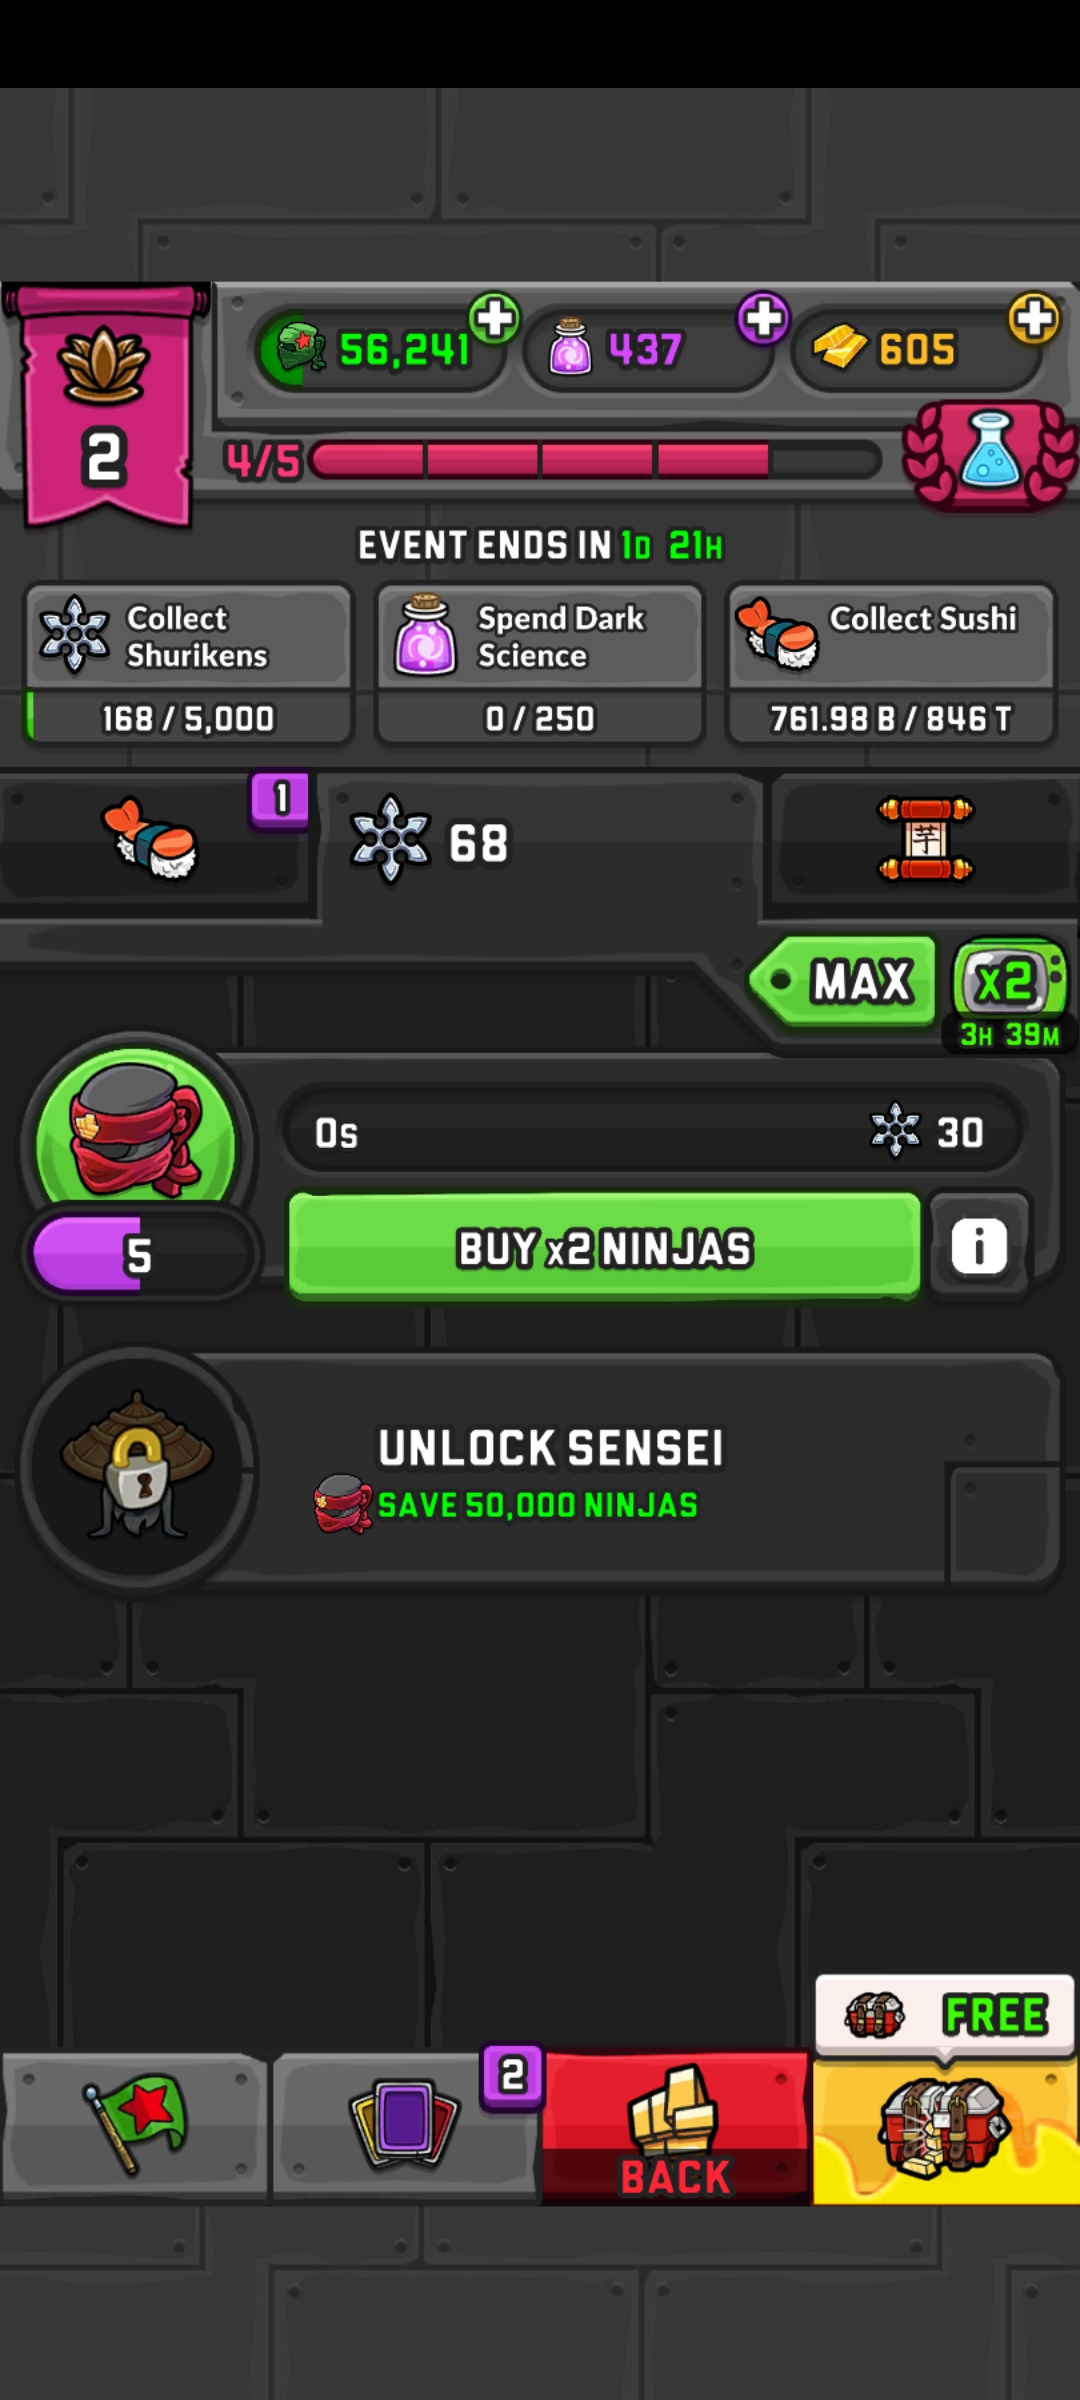 56,241
437
605
2
4/5
EVENT ENDS IN 1D 21H
Collect
Shurikens
168 / 5,000
Spend Dark
Science
0 / 250
Collect Sushi
761.98 B / 846 T
1
68
芋
MAX
x2
3H 39M
0s
30
5
BUY x2 NINJAS
i
UNLOCK SENSEI
SAVE 50,000 NINJAS
FREE
2
BACK